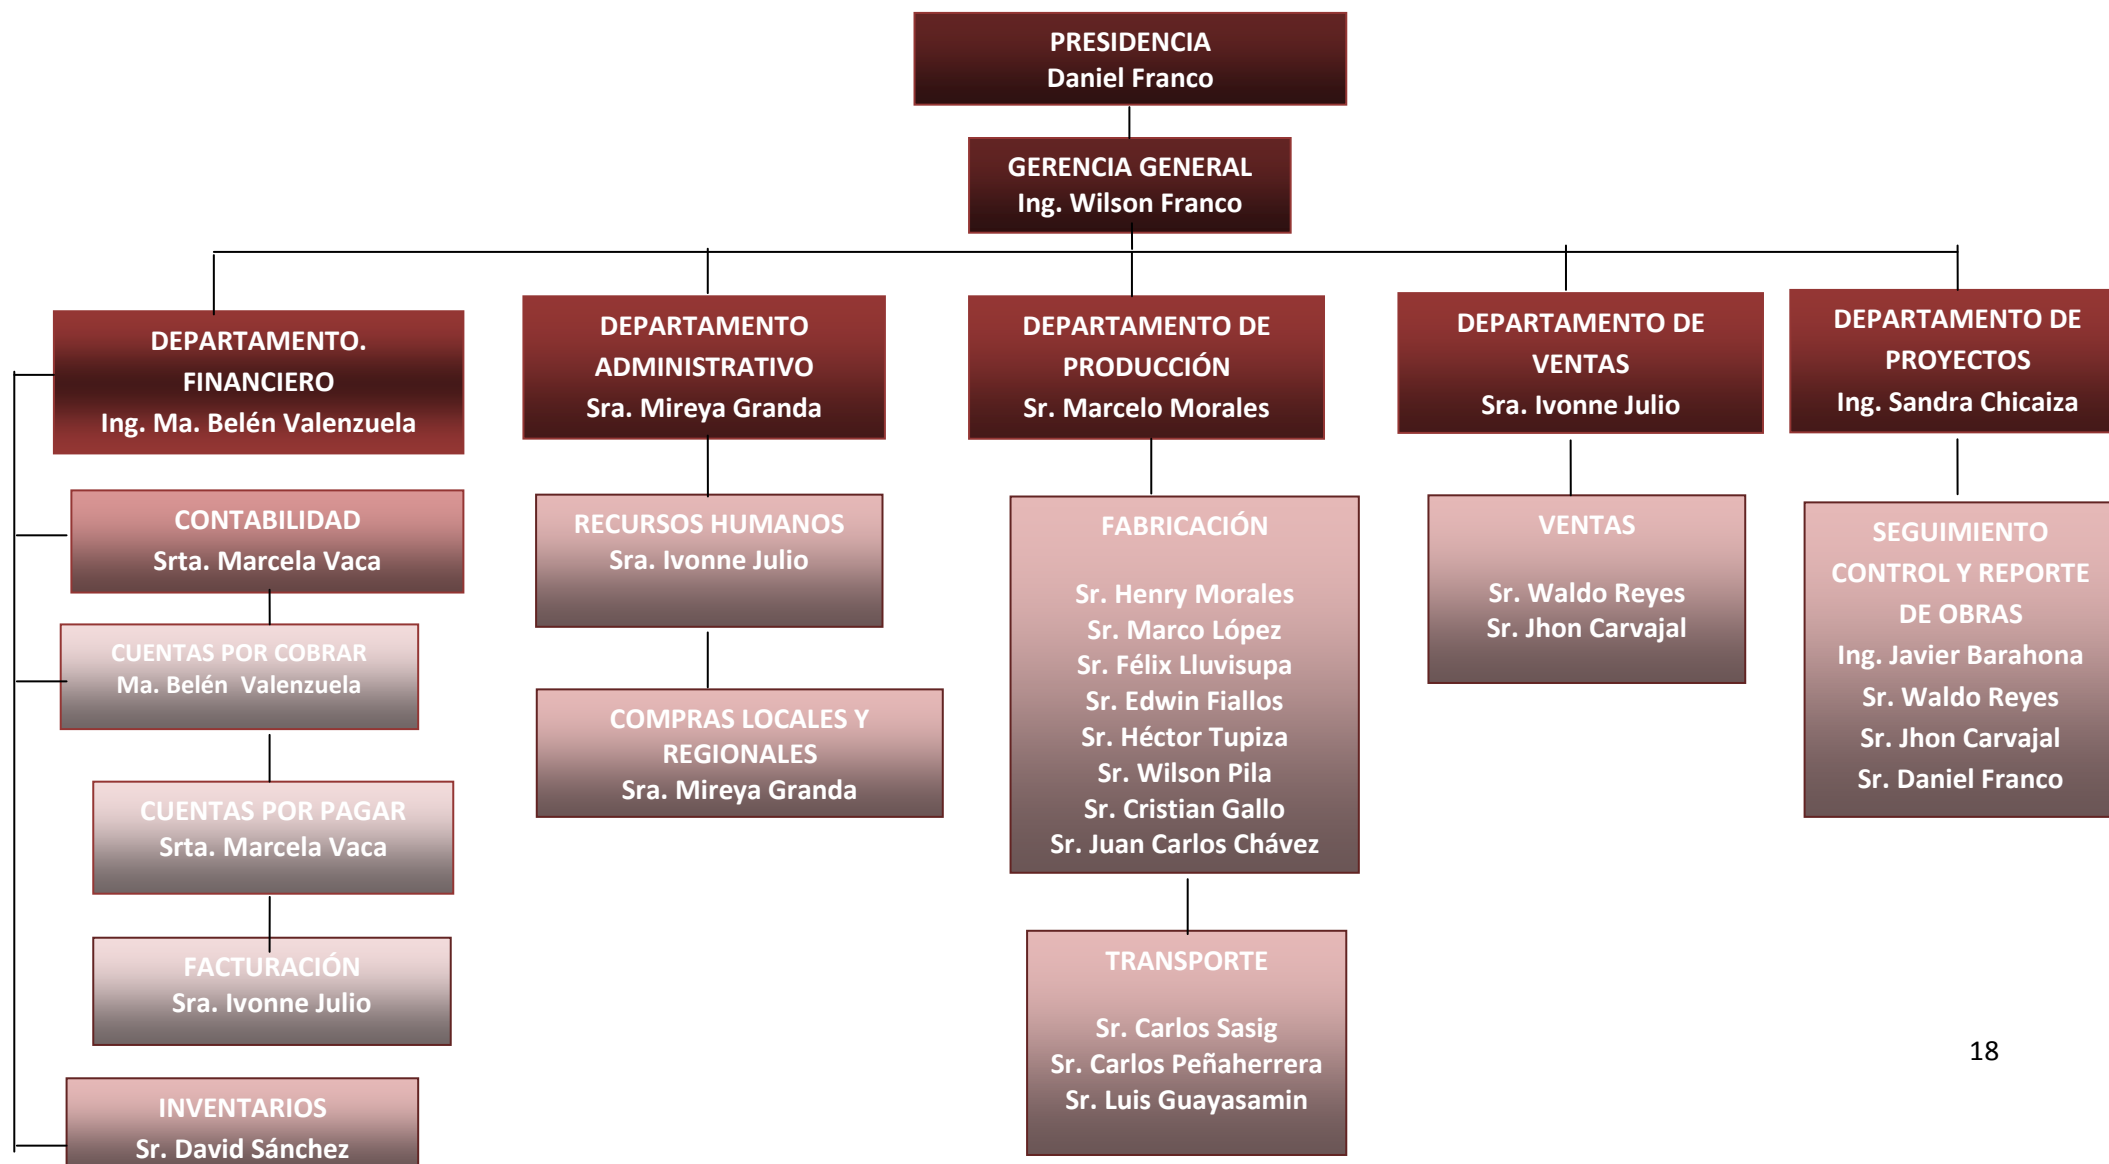 PRESIDENCIA
Daniel Franco
GERENCIA GENERAL
Ing. Wilson Franco
DEPARTAMENTO.
FINANCIERO
Ing. Ma. Belén Valenzuela
DEPARTAMENTO
ADMINISTRATIVO
Sra. Mireya Granda
DEPARTAMENTO DE
PRODUCCIÓN
Sr. Marcelo Morales
DEPARTAMENTO DE
VENTAS
Sra. Ivonne Julio
DEPARTAMENTO DE
PROYECTOS
Ing. Sandra Chicaiza
CONTABILIDAD
Srta. Marcela Vaca
CUENTAS POR COBRAR
Ma. Belén  Valenzuela
CUENTAS POR PAGAR
Srta. Marcela Vaca
FACTURACIÓN
Sra. Ivonne Julio
INVENTARIOS
Sr. David Sánchez
RECURSOS HUMANOS
Sra. Ivonne Julio
COMPRAS LOCALES Y
REGIONALES
Sra. Mireya Granda
FABRICACIÓN
Sr. Henry Morales
Sr. Marco López
Sr. Félix Lluvisupa
Sr. Edwin Fiallos
Sr. Héctor Tupiza
Sr. Wilson Pila
Sr. Cristian Gallo
Sr. Juan Carlos Chávez
TRANSPORTE
Sr. Carlos Sasig
Sr. Carlos Peñaherrera
Sr. Luis Guayasamin
VENTAS
Sr. Waldo Reyes
Sr. Jhon Carvajal
SEGUIMIENTO
CONTROL Y REPORTE
DE OBRAS
Ing. Javier Barahona
Sr. Waldo Reyes
Sr. Jhon Carvajal
Sr. Daniel Franco
18